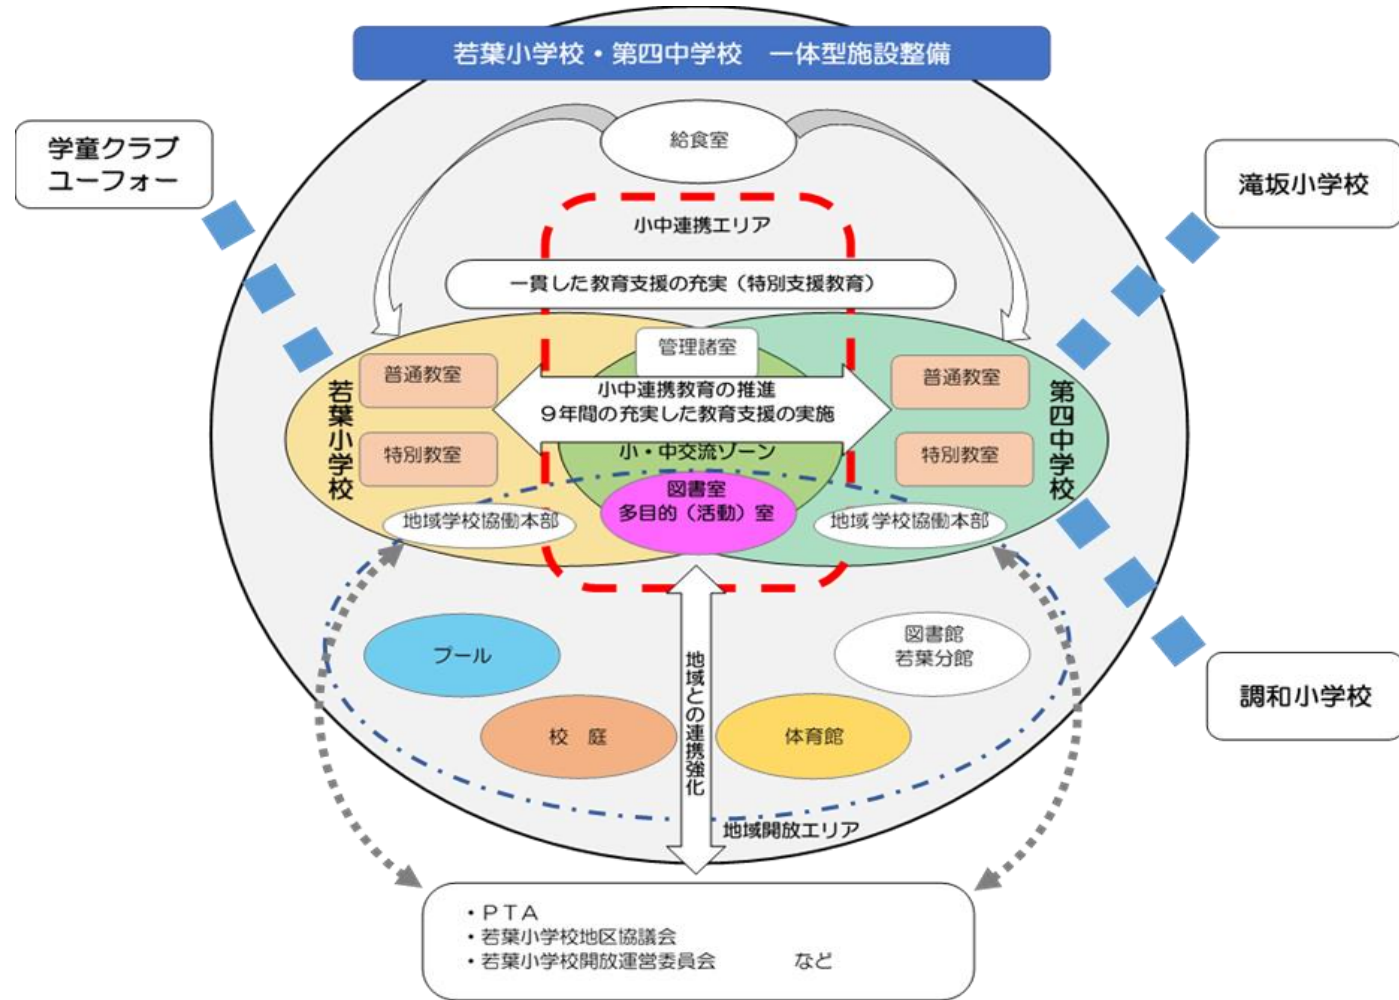 若葉小学校・第四中学校　一体型施設整備
給食室
学童クラブ
ユーフォー
滝坂小学校
小中連携エリア
一貫した教育支援の充実（特別支援教育）
管理諸室
普通教室
普通教室
小中連携教育の推進
９年間の充実した教育支援の実施
若葉小学校
第四中学校
特別教室
小・中交流ゾーン
特別教室
図書室
多目的（活動）室
地域学校協働本部
地域学校協働本部
プール
図書館
若葉分館
地域との連携強化
校　庭
体育館
調和小学校
地域開放エリア
・ＰＴＡ
・若葉小学校地区協議会
・若葉小学校開放運営委員会　　　　など